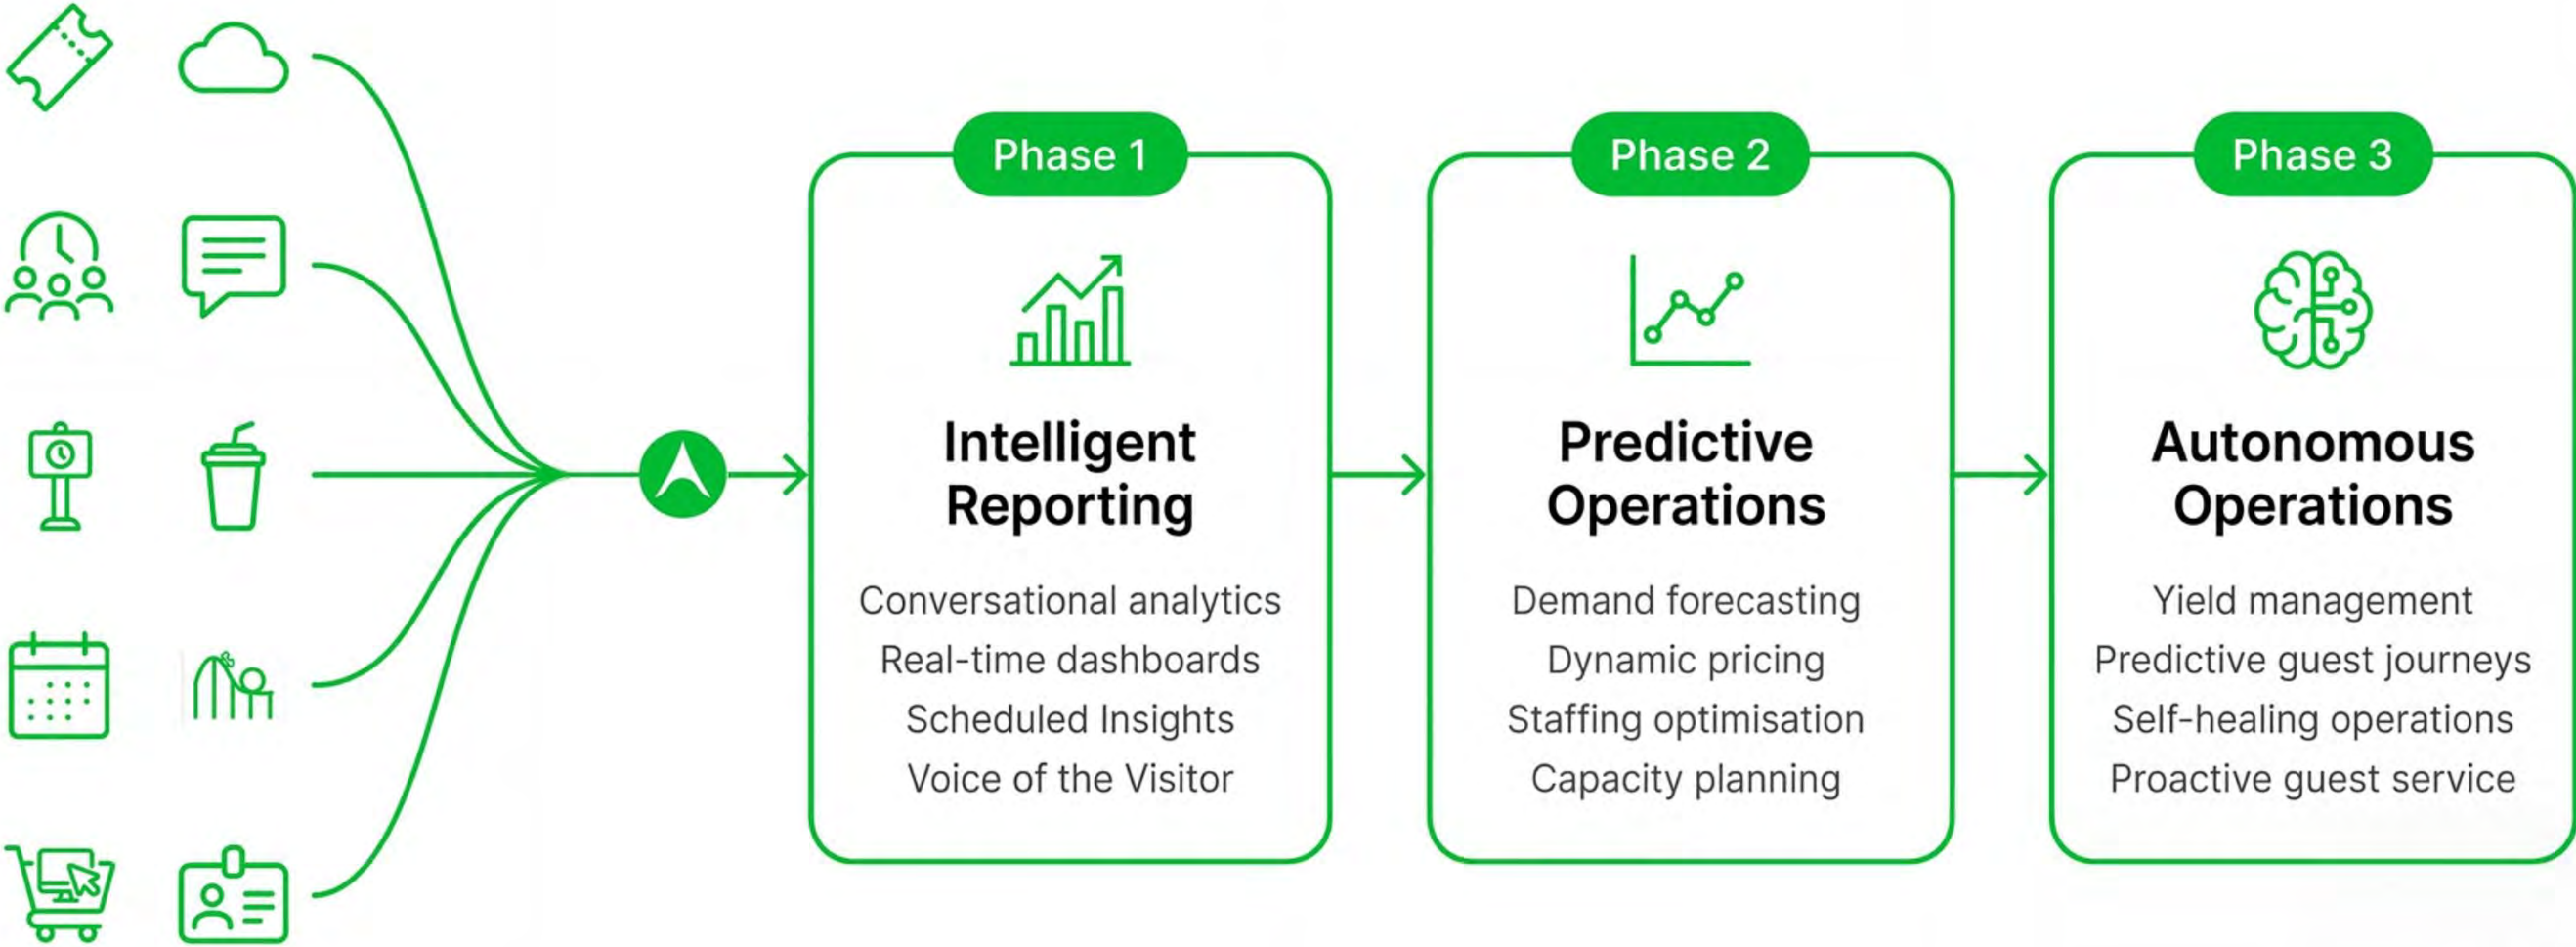 Phase 1
Intelligent
Reporting
Conversational analytics
Real-time dashboards
Scheduled Insights
Voice of the Visitor
Phase 2
Predictive
Operations
Demand forecasting
Dynamic pricing
Staffing optimisation
Capacity planning
Phase 3
Autonomous
Operations
Yield management
Predictive guest journeys
Self-healing operations
Proactive guest service